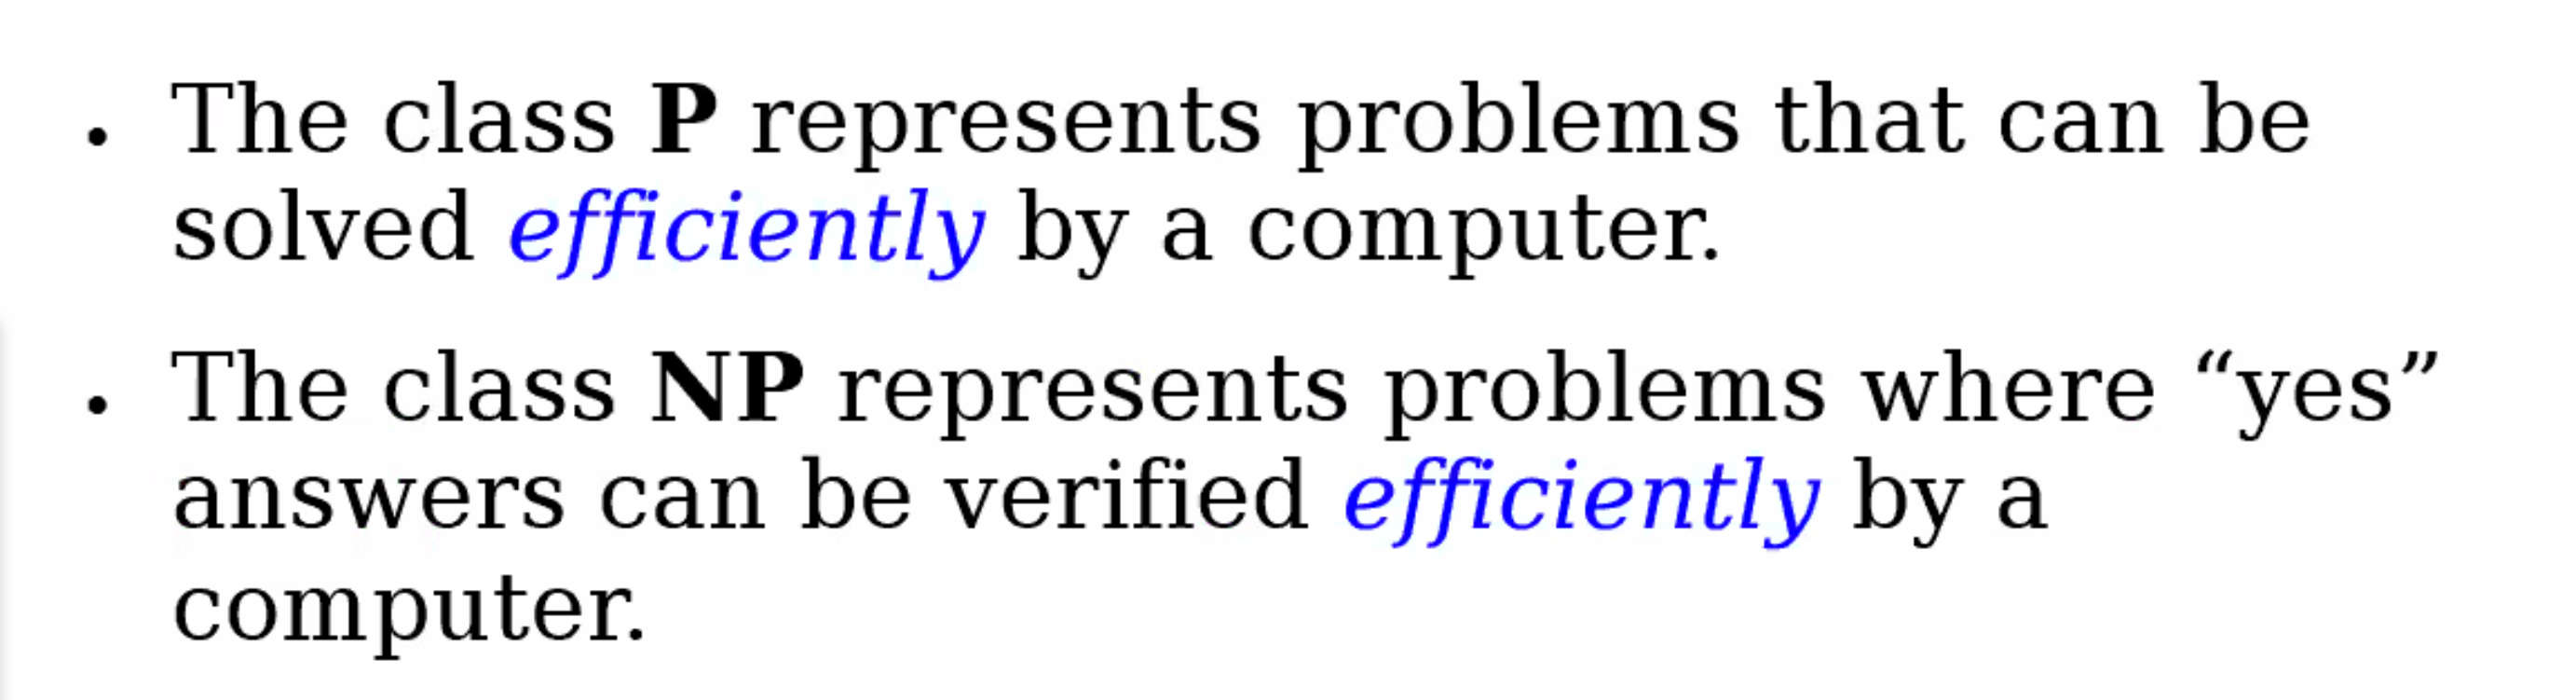 • The class P represents problems that can be
solved efficiently by a computer.
• The class NP represents problems where “yes”
answers can be verified efficiently by a
computer.